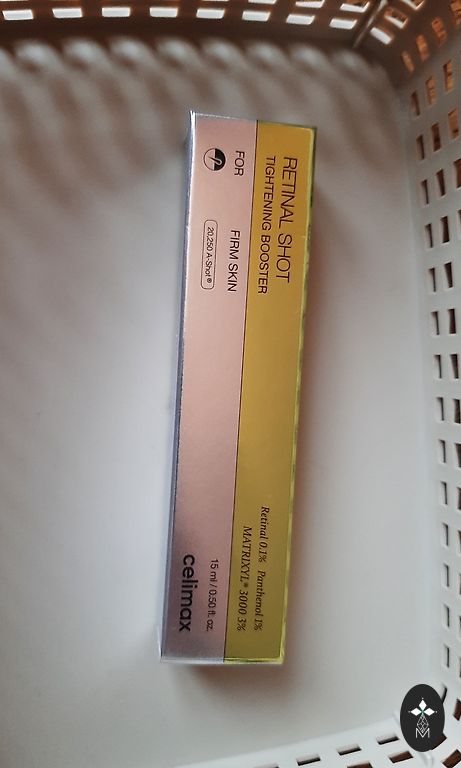 RETINAL SHOT
TIGHTENING BOOSTER
FOR
FIRM SKIN
20,250 A-Shot®
Retinal 0.1% Panthenol 1%
MATRIXYL® 3000 3%
15 ml / 0.50 fl. oz.
celimax